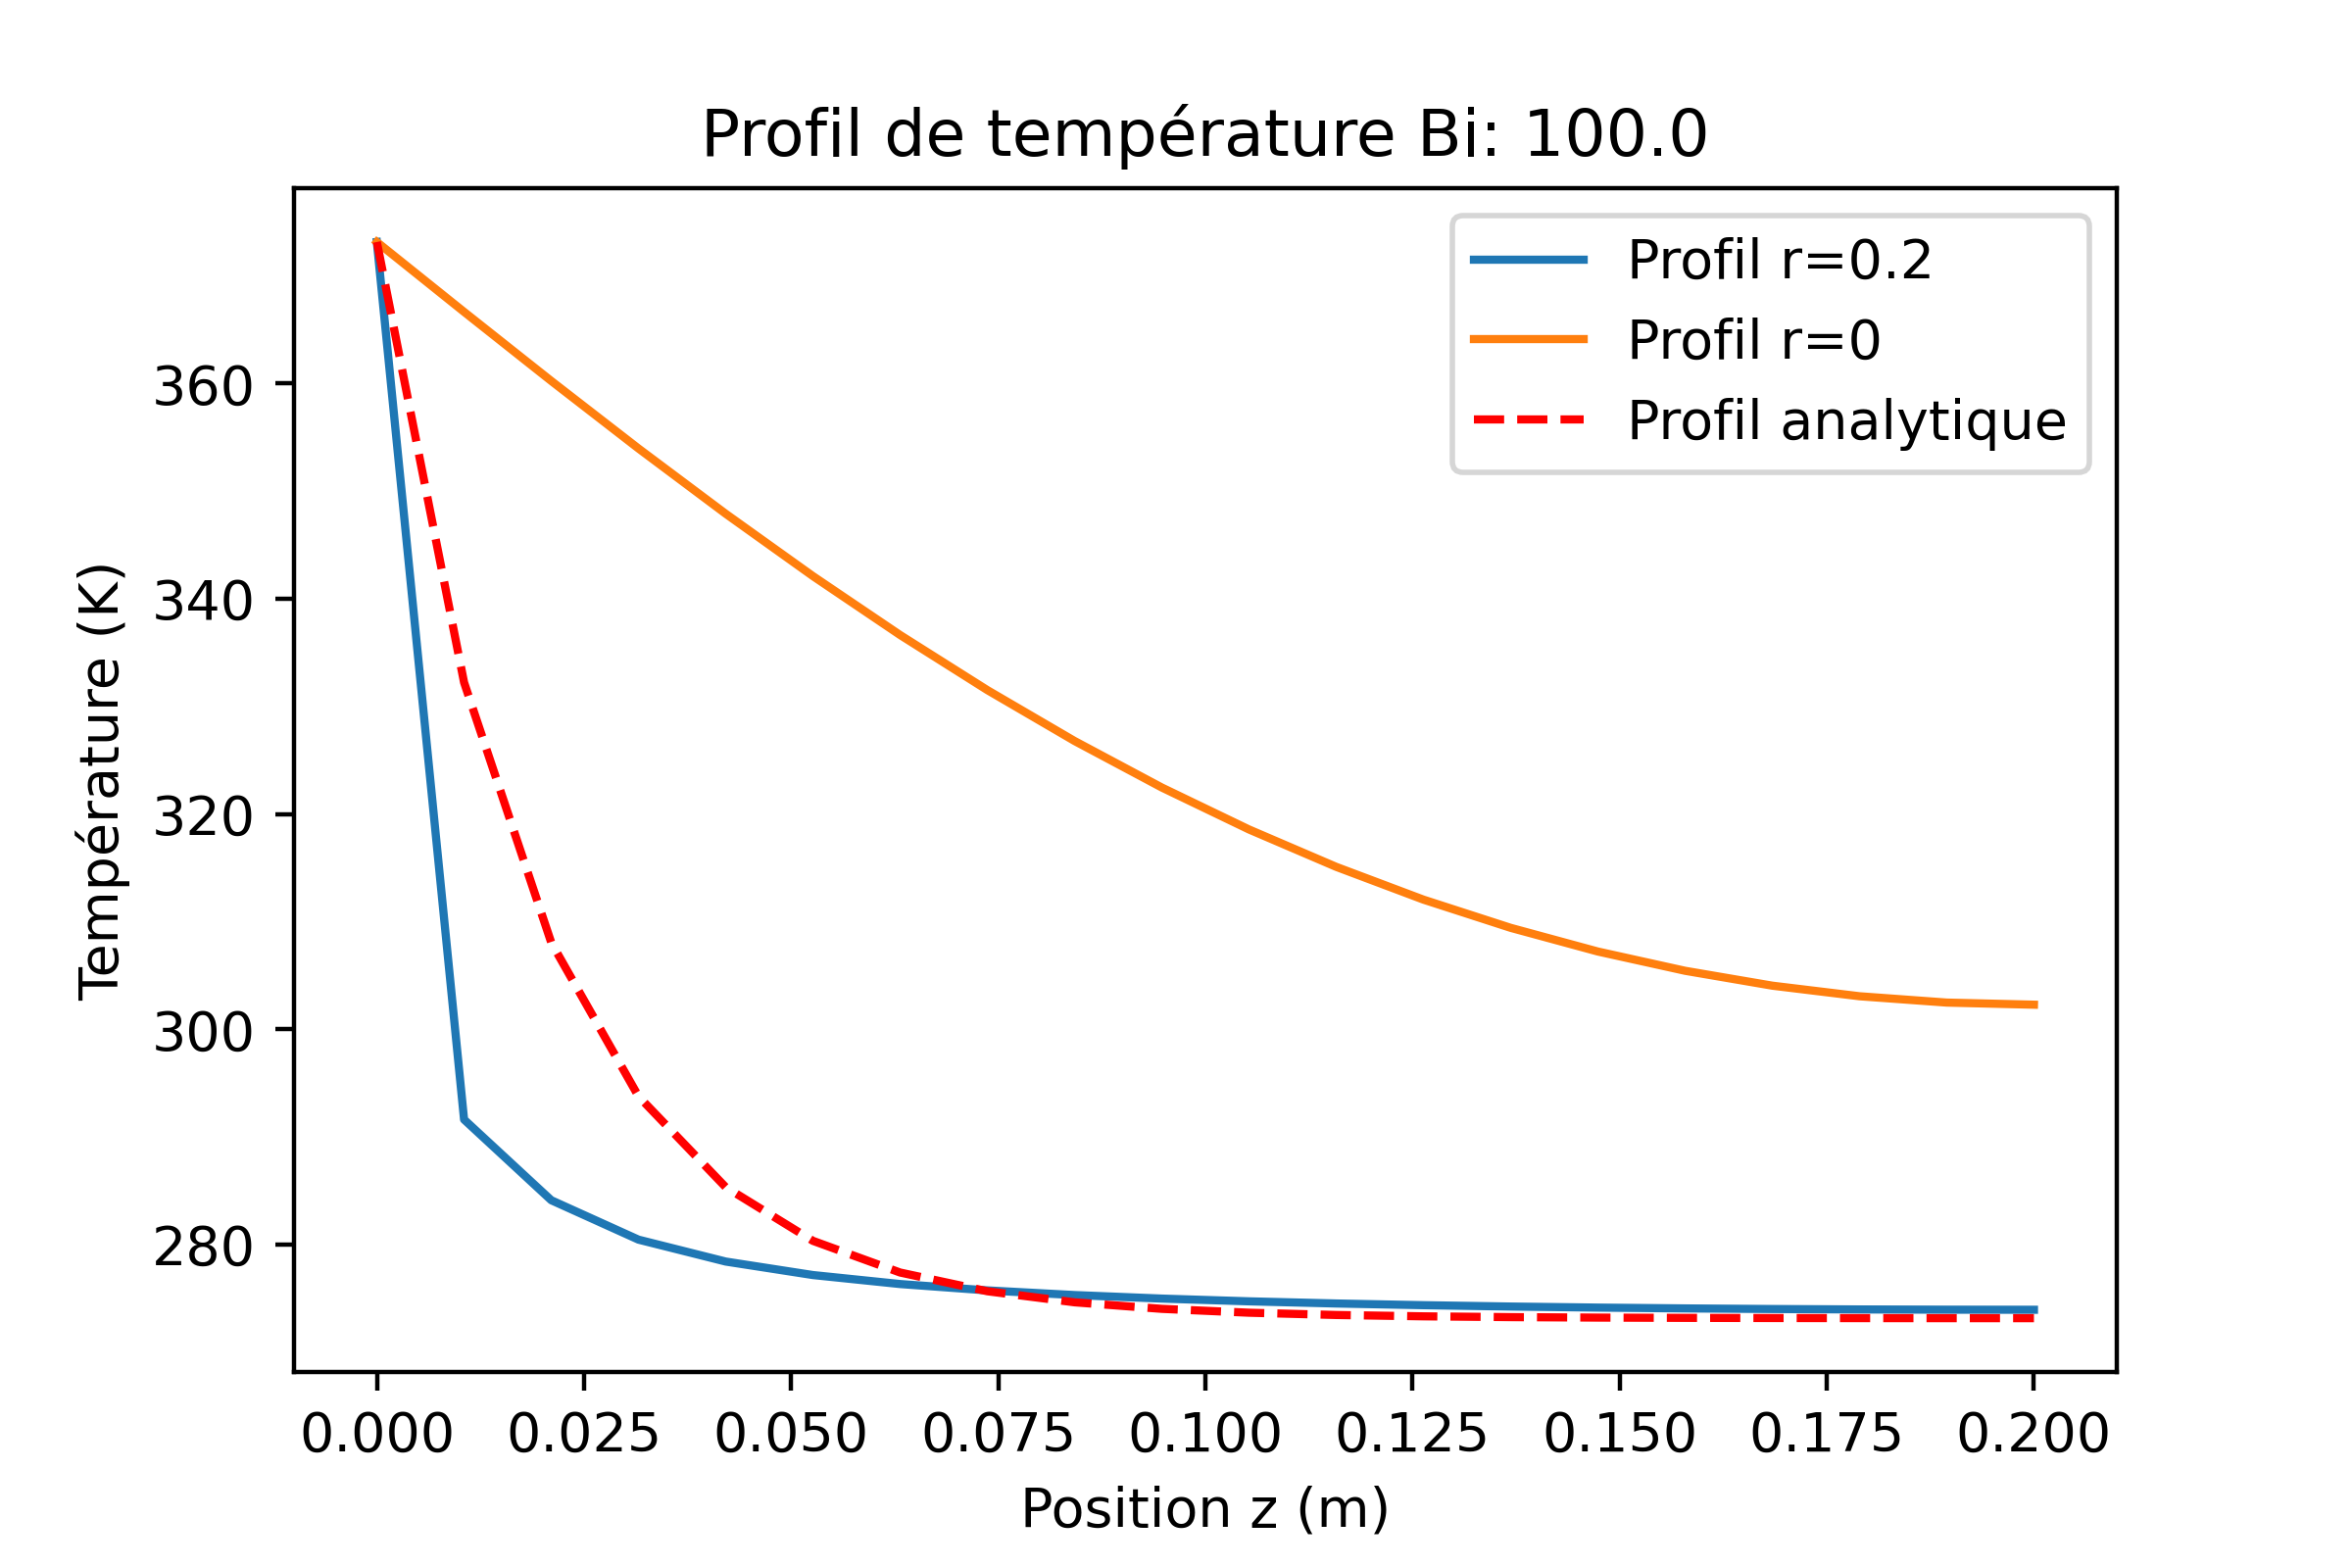 Profil de température Bi: 100.0
Profil r=0.2
Profil r=0
Profil analytique
Température (K)
360
340
320
300
280
0.000 0.025 0.050 0.075 0.100 0.125 0.150 0.175 0.200
Position z (m)